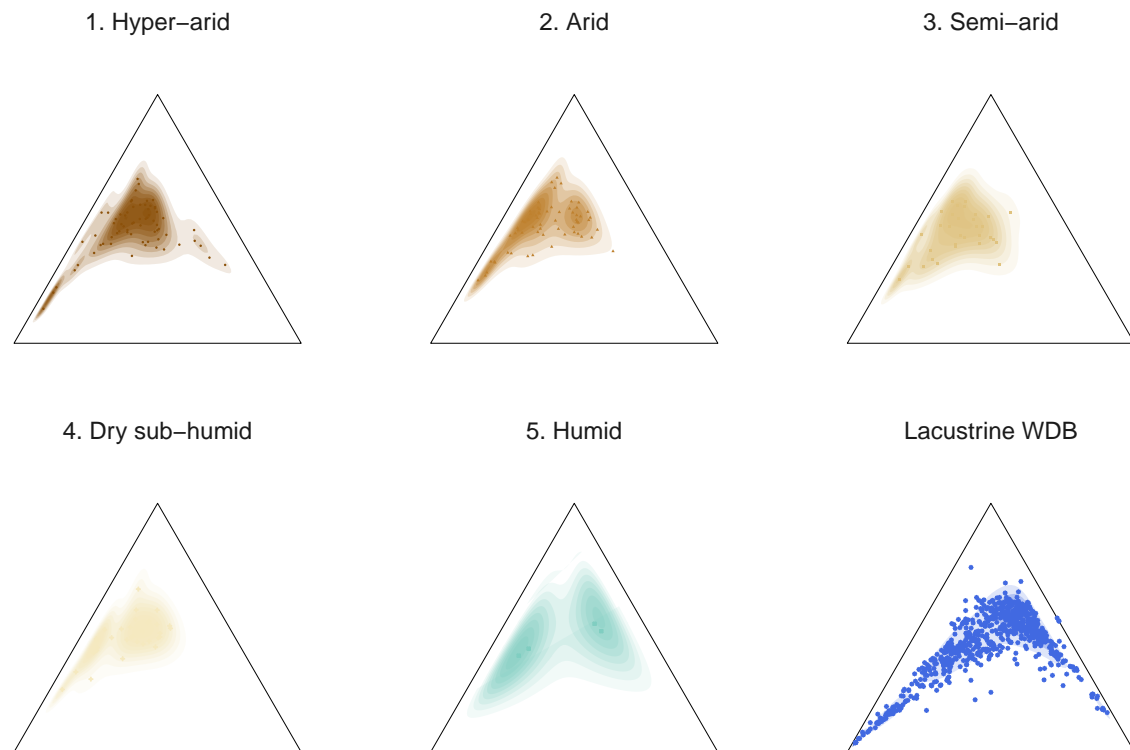 1. Hyper−arid
2. Arid
3. Semi−arid
4. Dry sub−humid
5. Humid
Lacustrine WDB